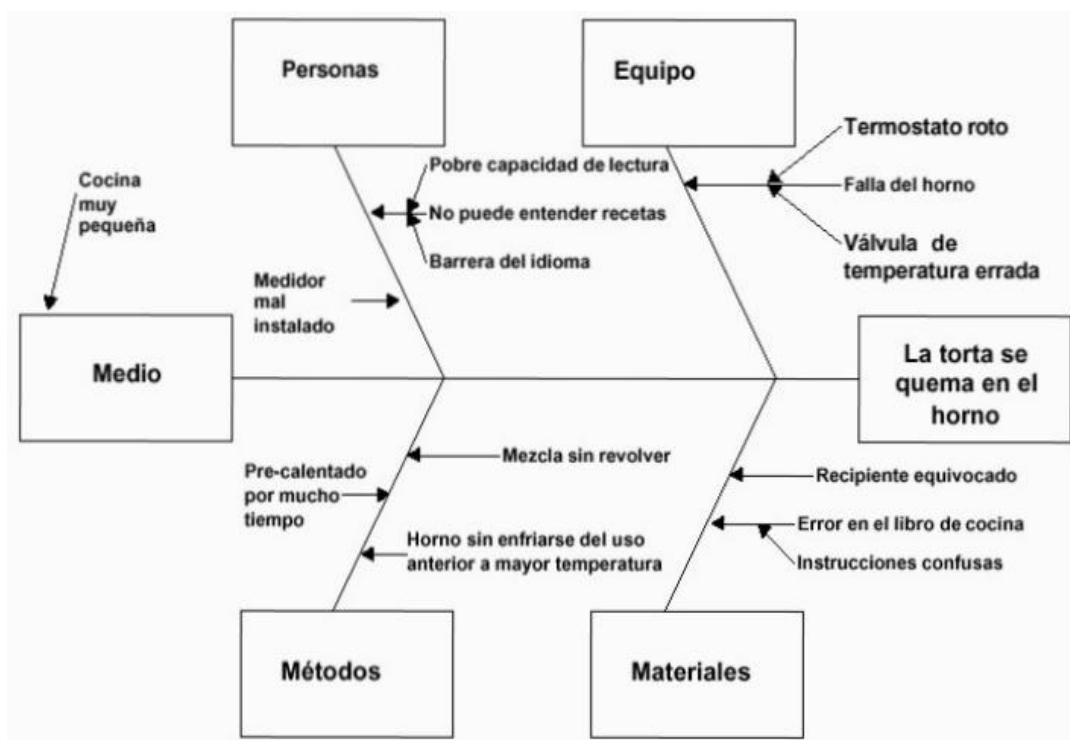 Personas
Equipo
Termostato roto
Pobre capacidad de lectura
Falla del horno
No puede entender recetas
Cocina
muy
pequeña
Válvula de
temperatura errada
Barrera del idioma
Medidor
mal
instalado
Medio
La torta se
quema en el
horno
Mezcla sin revolver
Pre-calentado
por mucho
tiempo
Recipiente equivocado
Error en el libro de cocina
Horno sin enfriarse del uso
anterior a mayor temperatura
Instrucciones confusas
Métodos
Materiales